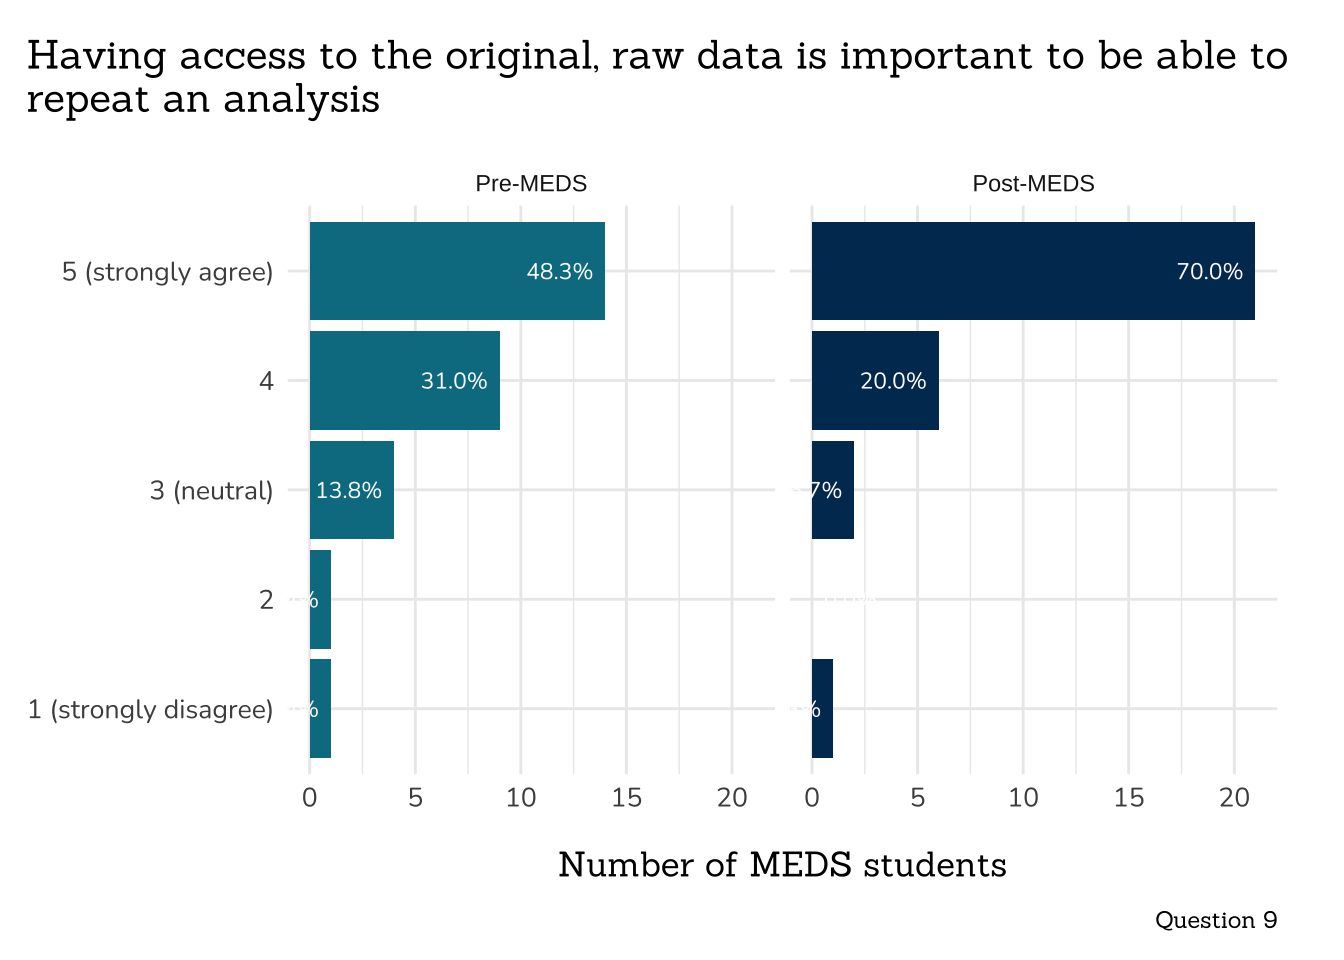 Having access to the original, raw data is important to be able to
repeat an analysis
Pre-MEDS
Post-MEDS
5 (strongly agree)
48.3%
70.0%
4
31.0%
20.0%
3 (neutral)
13.8%
7%
2
%
1 (strongly disagree)
%
%
0 5 10 15 20
0 5 10 15 20
Number of MEDS students
Question 9